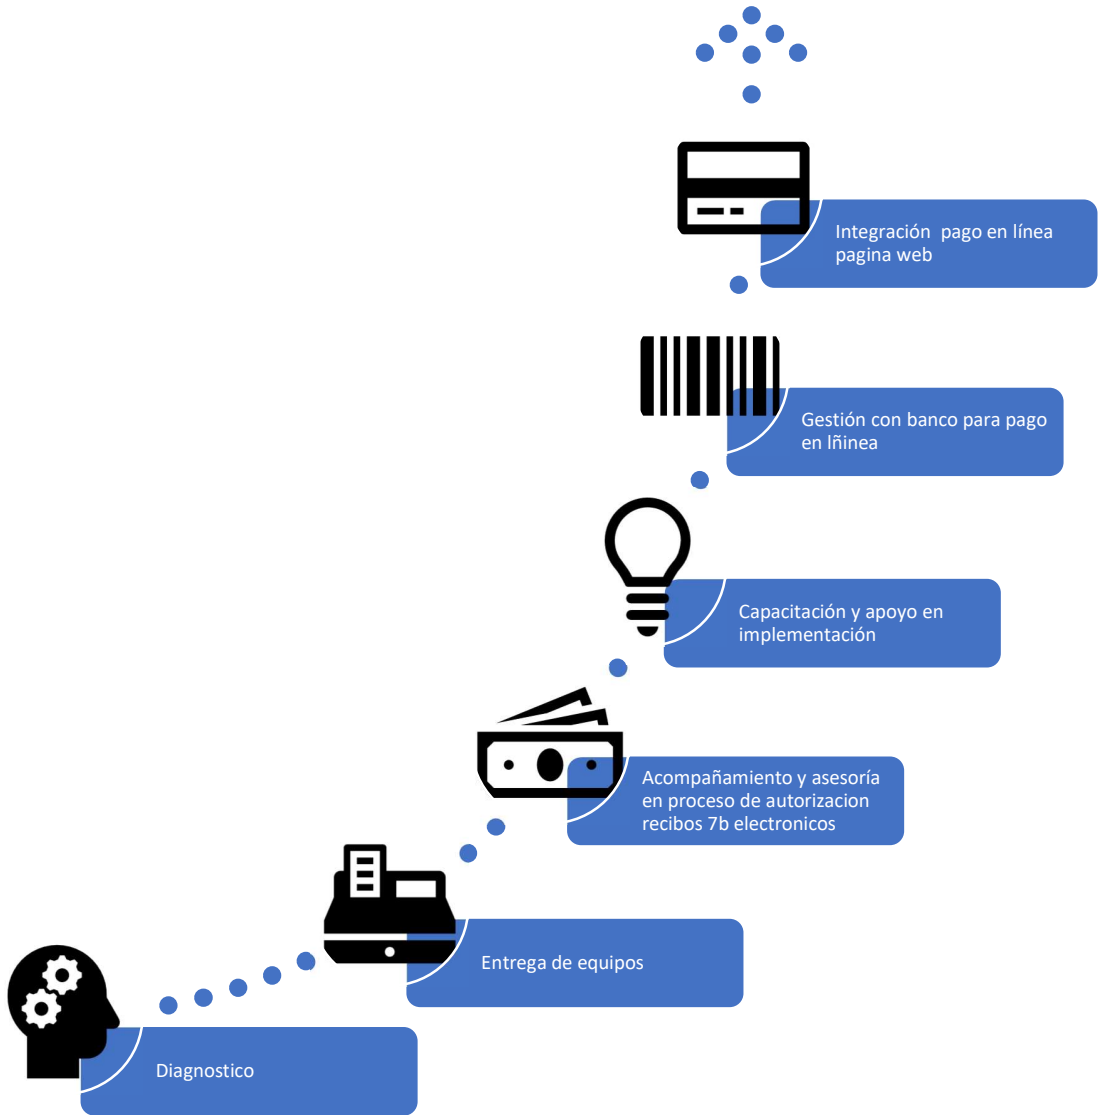 Integración  pago en línea
pagina web
Gestión con banco para pago
en lñinea
Capacitación y apoyo en
implementación
Acompañamiento y asesoría
en proceso de autorizacion
recibos 7b electronicos
Entrega de equipos
Diagnostico